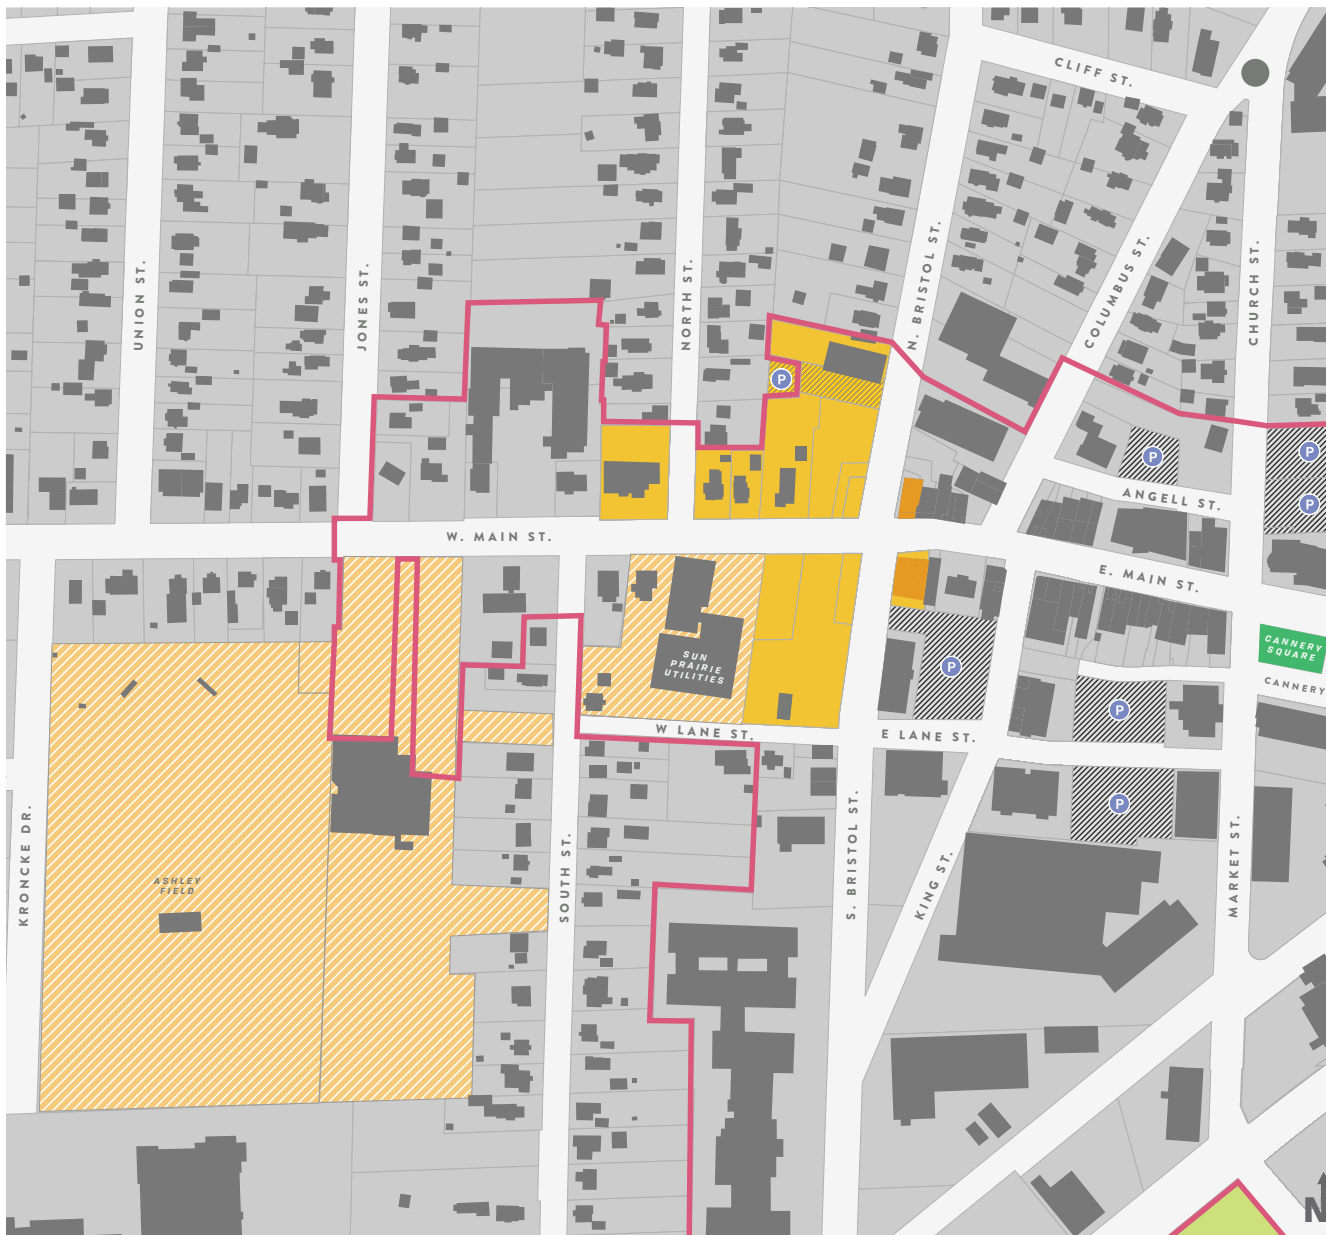 CLIFF ST.
UNION ST.
JONES ST.
NORTH ST.
N. BRISTOL ST.
COLUMBUS ST.
CHURCH ST.
P
P
P
P
ANGELL ST.
W. MAIN ST.
E. MAIN ST.
SUN
PRAIRIE
UTILITIES
P
CANNERY
SQUARE
CANNERY
P
W LANE ST.
E LANE ST.
P
KRONCKE DR.
ASHLEY
FIELD
SOUTH ST.
S. BRISTOL ST.
KING ST.
MARKET ST.
N